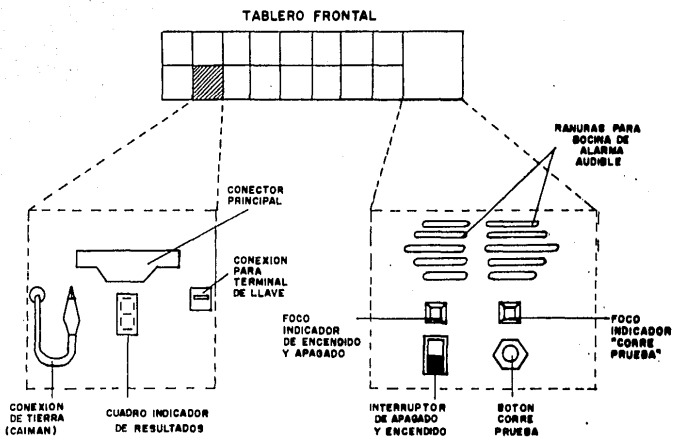 TABLERO FRONTAL
RANURAS PARA
BOCINA DE
ALARMA
AUDIBLE
CONECTOR
PRINCIPAL
CONEXION
PARA
TERMINAL
DE LLAVE
FOCO
INDICADOR
DE ENCENDIDO
Y APAGADO
FOCO
INDICADOR
"CORRE
PRUEBA"
CONEXION
DE TIERRA
(CAIMAN)
CUADRO INDICADOR
DE RESULTADOS
INTERRUPTOR
DE APAGADO
Y ENCENDIDO
BOTON
CORRE
PRUEBA